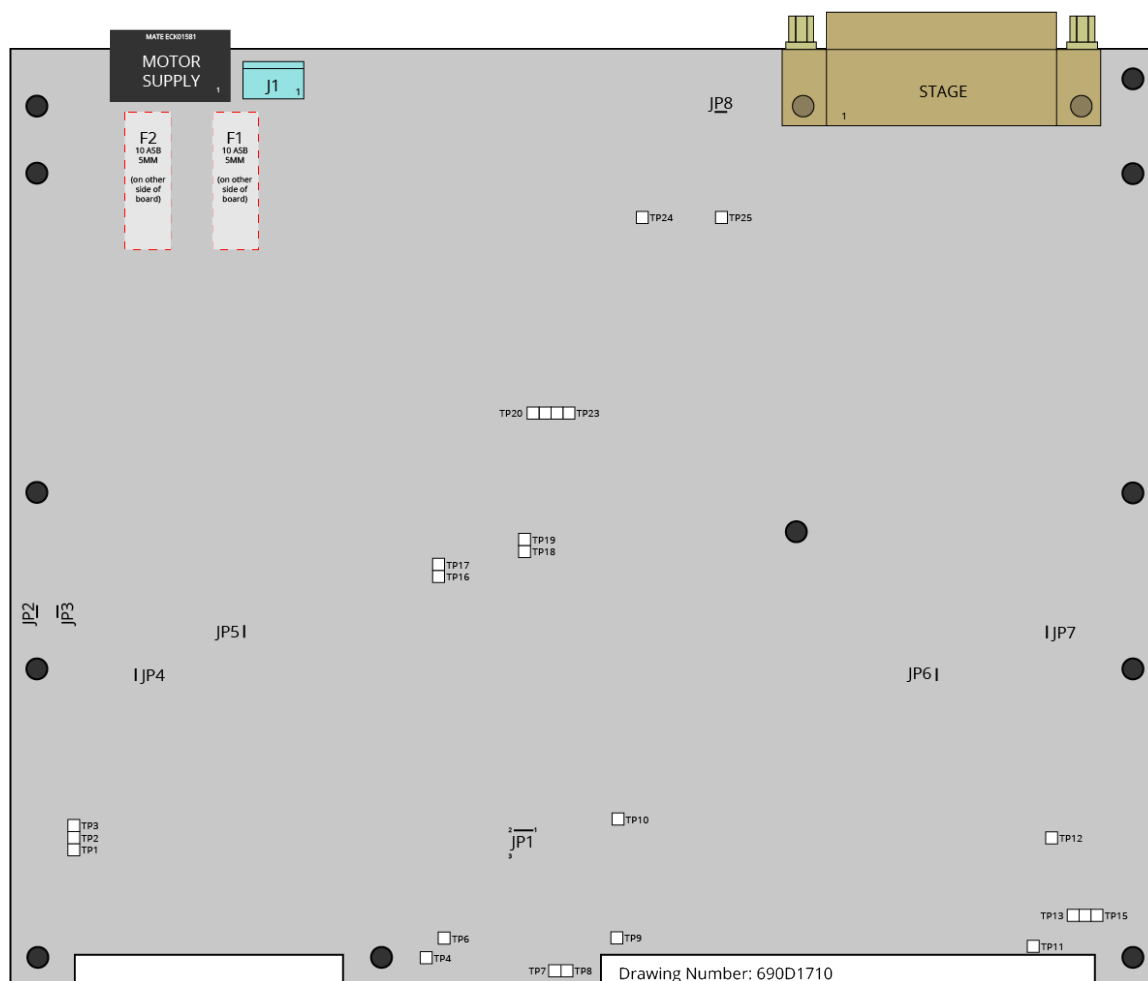 MATE ECK01581
MOTOR
SUPPLY
1
J1
1
STAGE
1
JP8
F2
10 ASB
5MM
(on other
side of
board)
F1
10 ASB
5MM
(on other
side of
board)
TP24
TP25
TP20
TP23
TP19
TP18
TP17
TP16
JP2
JP3
JP5
JP7
JP4
JP6
TP3
TP2
TP1
2
1
JP1
3
TP10
TP12
TP13
TP15
TP6
TP9
TP11
TP4
TP7
TP8
Drawing Number: 690D1710